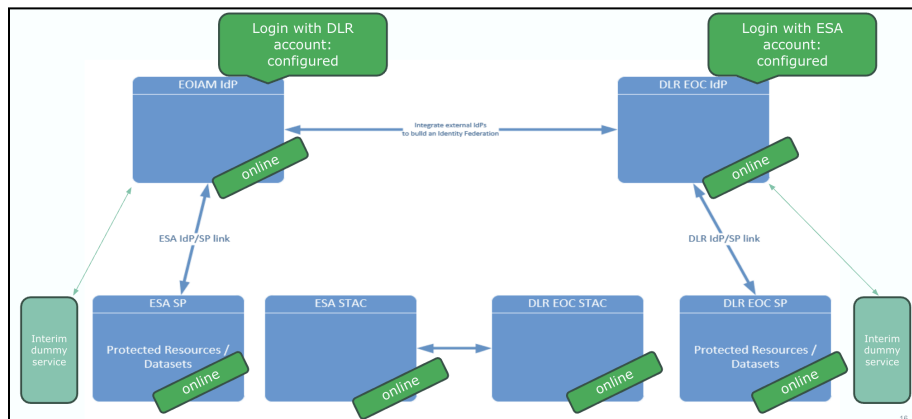 Login with DLR
account:
configured
Login with ESA
account:
configured
EOIAM IdP
DLR EOC IdP
Integrate external IdPs
to build an Identity Federation
online
online
ESA IdP/SP link
DLR IdP/SP link
Interim
dummy
service
ESA SP
Protected Resources /
Datasets
online
ESA STAC
online
DLR EOC STAC
online
DLR EOC SP
Protected Resources /
Datasets
online
Interim
dummy
service
16